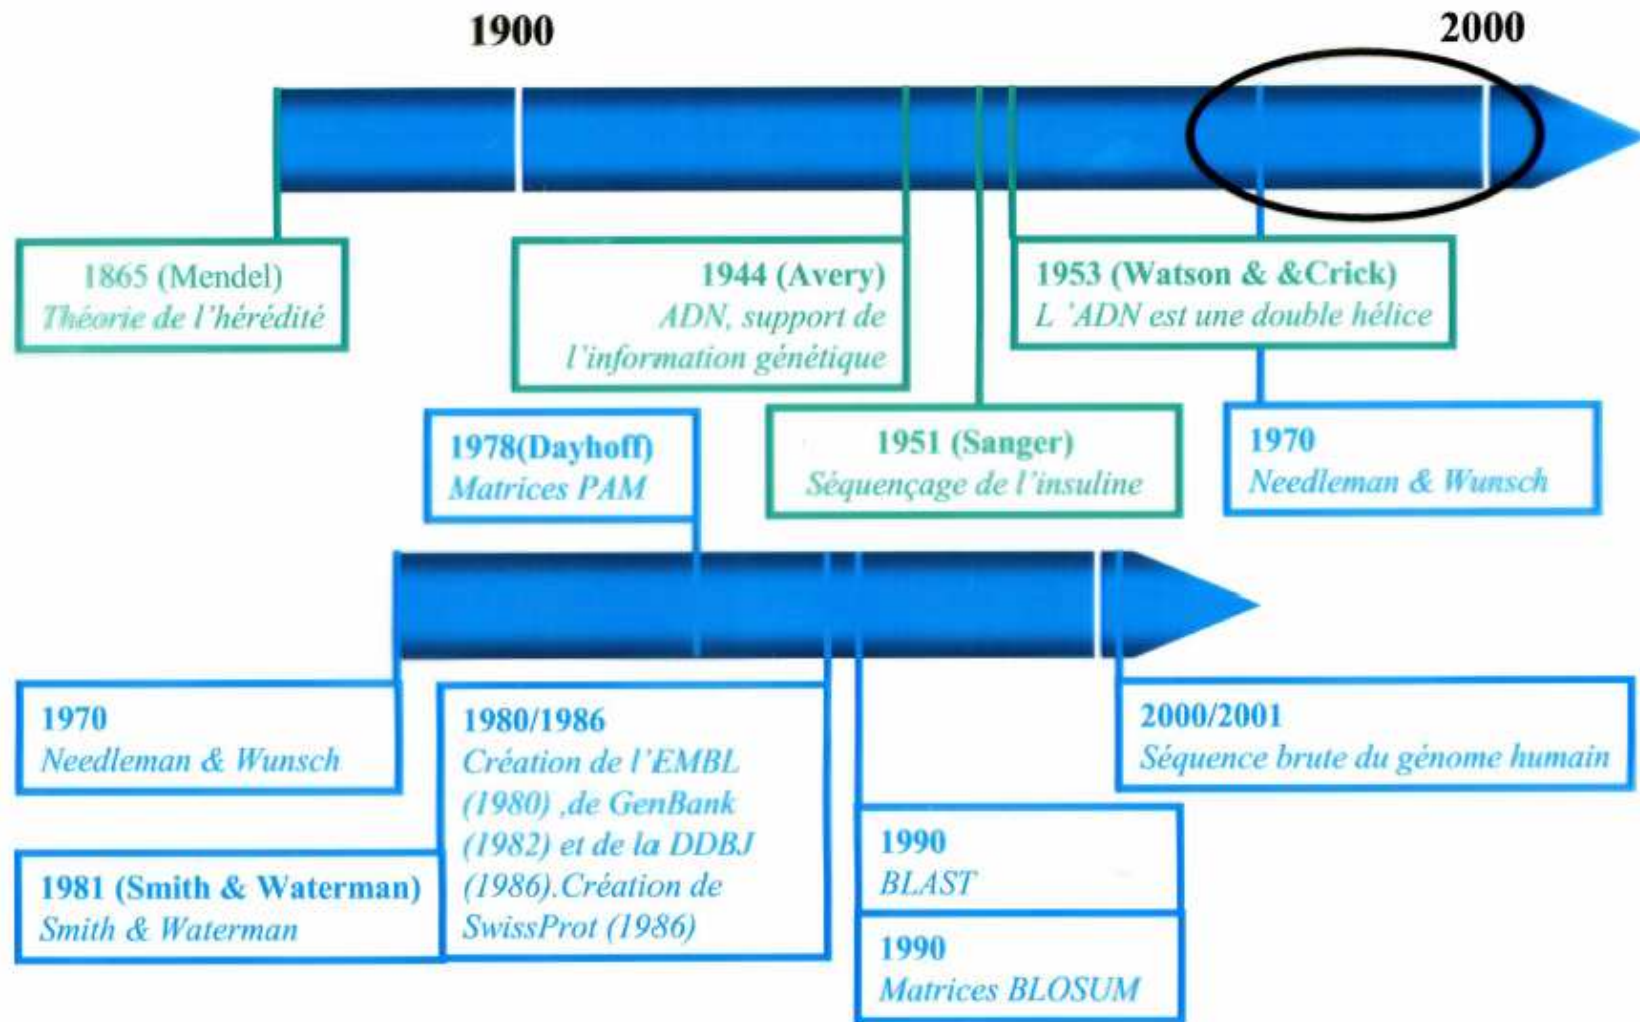 1900
2000
1865 (Mendel)
Théorie de l'hérédité
1944 (Avery)
ADN, support de
l'information génétique
1953 (Watson & &Crick)
L 'ADN est une double hélice
1978(Dayhoff)
Matrices PAM
1951 (Sanger)
Séquençage de l'insuline
1970
Needleman & Wunsch
1970
Needleman & Wunsch
1981 (Smith & Waterman)
Smith & Waterman
1980/1986
Création de l'EMBL
(1980) ,de GenBank
(1982) et de la DDBJ
(1986).Création de
SwissProt (1986)
1990
BLAST
1990
Matrices BLOSUM
2000/2001
Séquence brute du génome humain